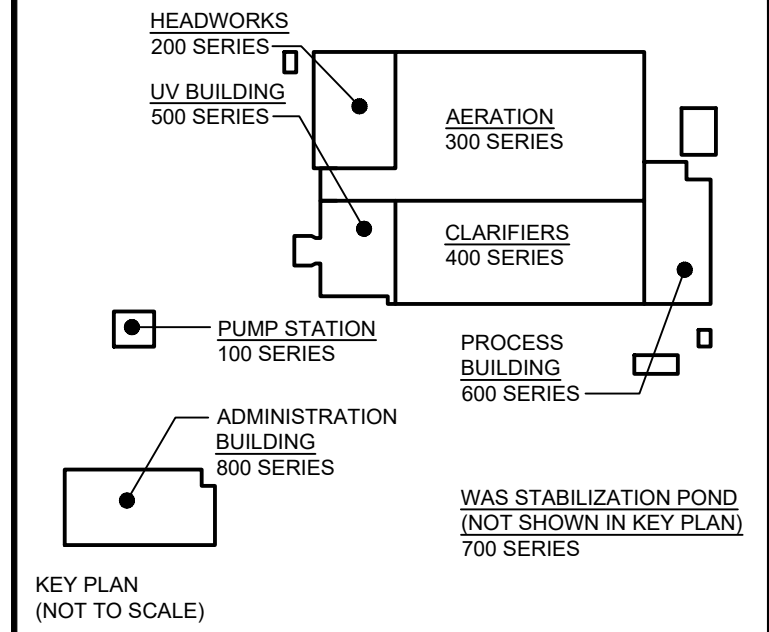 HEADWORKS
200 SERIES
UV BUILDING
500 SERIES
AERATION
300 SERIES
CLARIFIERS
400 SERIES
PUMP STATION
100 SERIES
PROCESS
BUILDING
600 SERIES
ADMINISTRATION
BUILDING
800 SERIES
WAS STABILIZATION POND
(NOT SHOWN IN KEY PLAN)
700 SERIES
KEY PLAN
(NOT TO SCALE)